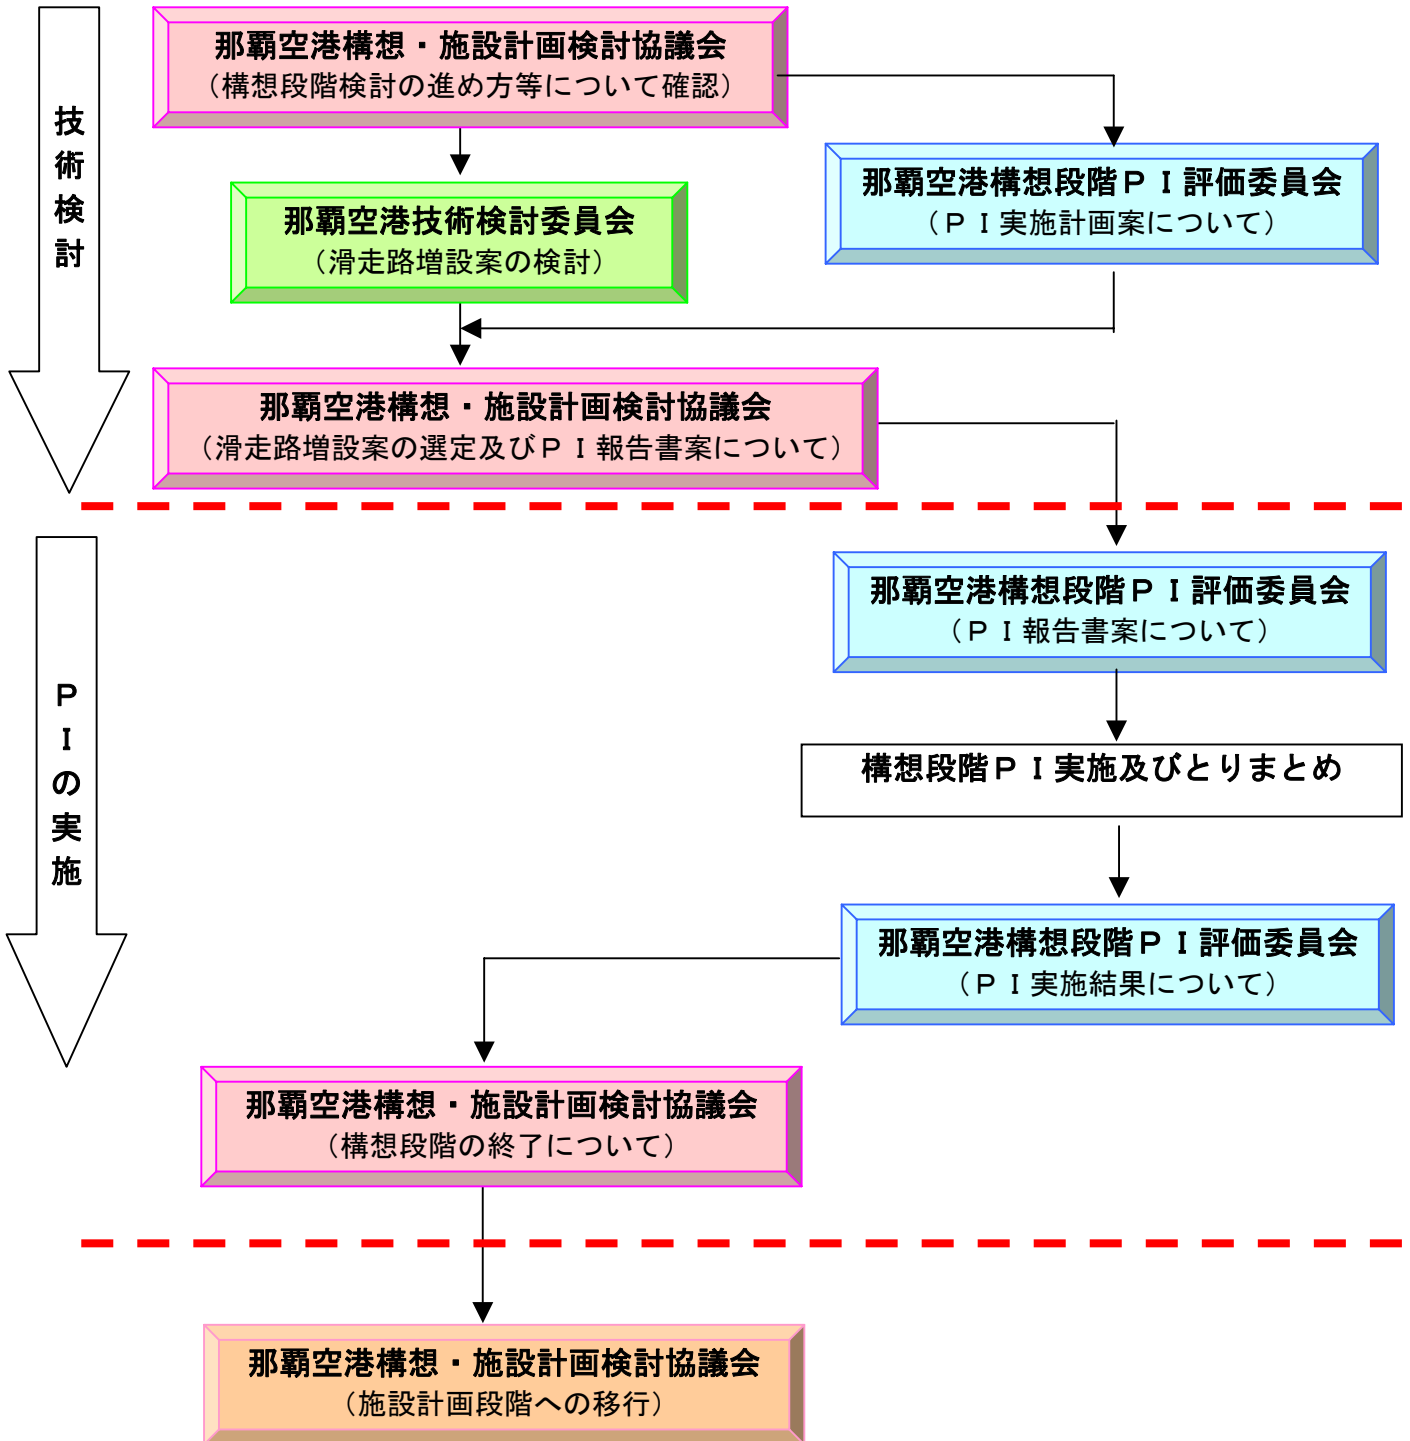 技術検討
那覇空港構想・施設計画検討協議会
（構想段階検討の進め方等について確認）
那覇空港構想段階ＰＩ評価委員会
（ＰＩ実施計画案について）
那覇空港技術検討委員会
（滑走路増設案の検討）
那覇空港構想・施設計画検討協議会
（滑走路増設案の選定及びＰＩ報告書案について）
ＰＩの実施
那覇空港構想段階ＰＩ評価委員会
（ＰＩ報告書案について）
構想段階ＰＩ実施及びとりまとめ
那覇空港構想段階ＰＩ評価委員会
（ＰＩ実施結果について）
那覇空港構想・施設計画検討協議会
（構想段階の終了について）
那覇空港構想・施設計画検討協議会
（施設計画段階への移行）